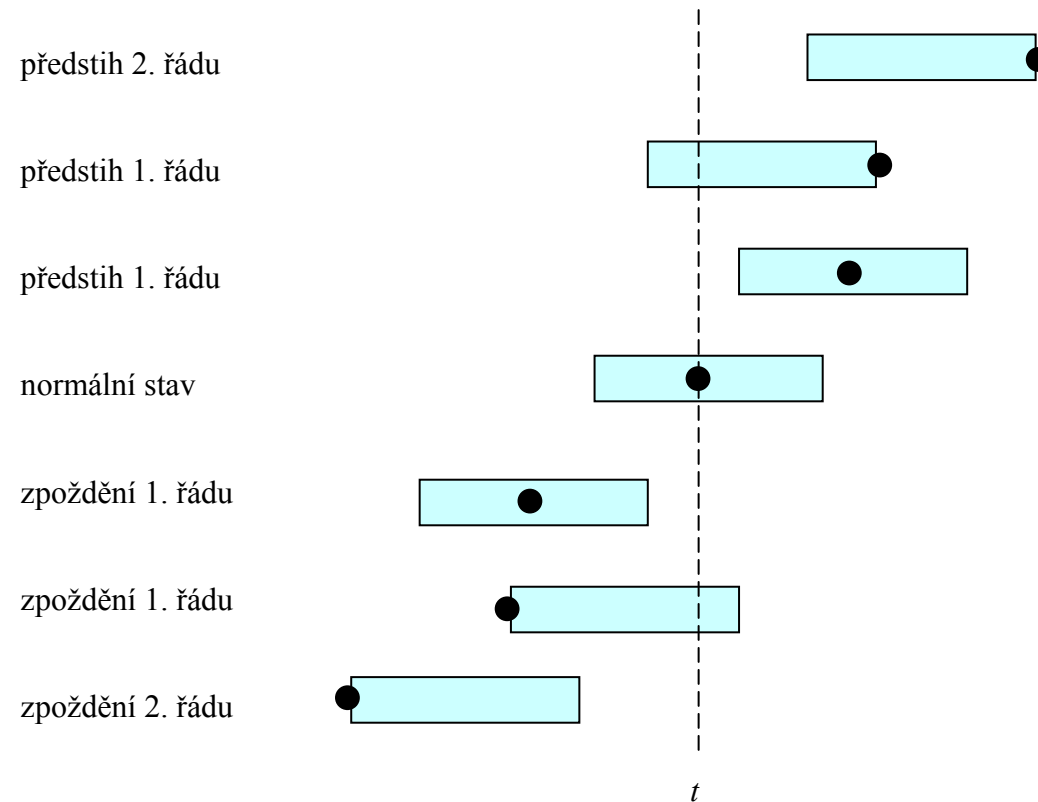 předstih 2. řádu
předstih 1. řádu
předstih 1. řádu
normální stav
zpoždění 1. řádu
zpoždění 1. řádu
zpoždění 2. řádu
t